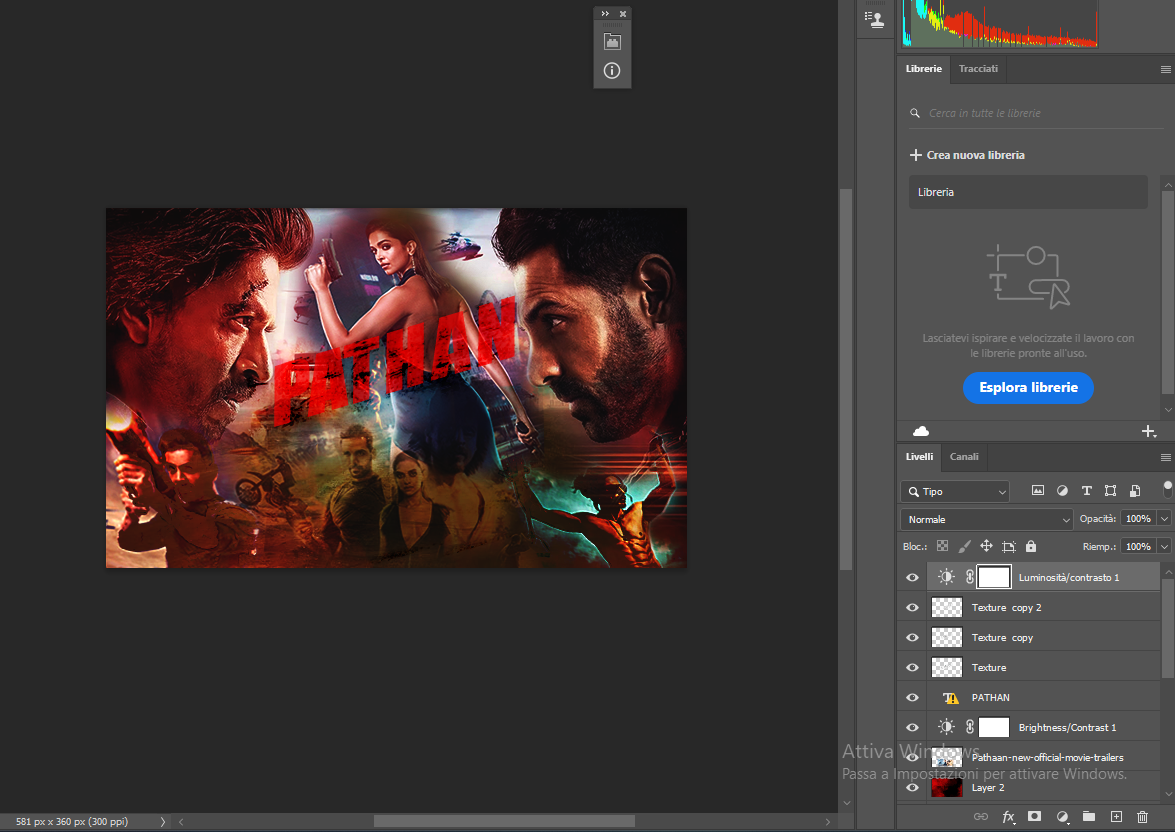 Librerie
Tracciati
Cerca in tutte le librerie
Crea nuova libreria
Libreria
PATHAN
Lasciatevi ispirare e velocizzate il lavoro con
le librerie pronte all'uso.
Esplora librerie
Livelli
Canali
Tipo
Normale
Opacità: 100%
Bloc.:
Riemp.: 100%
Luminosità/contrasto 1
Texture copy 2
Texture copy
Texture
PATHAN
Brightness/Contrast 1
Attiva Windows
Pathaan-new-official-movie-trailers
Passa a Impostazioni per attivare Windows.
Layer 2
581 px x 360 px (300 ppi)